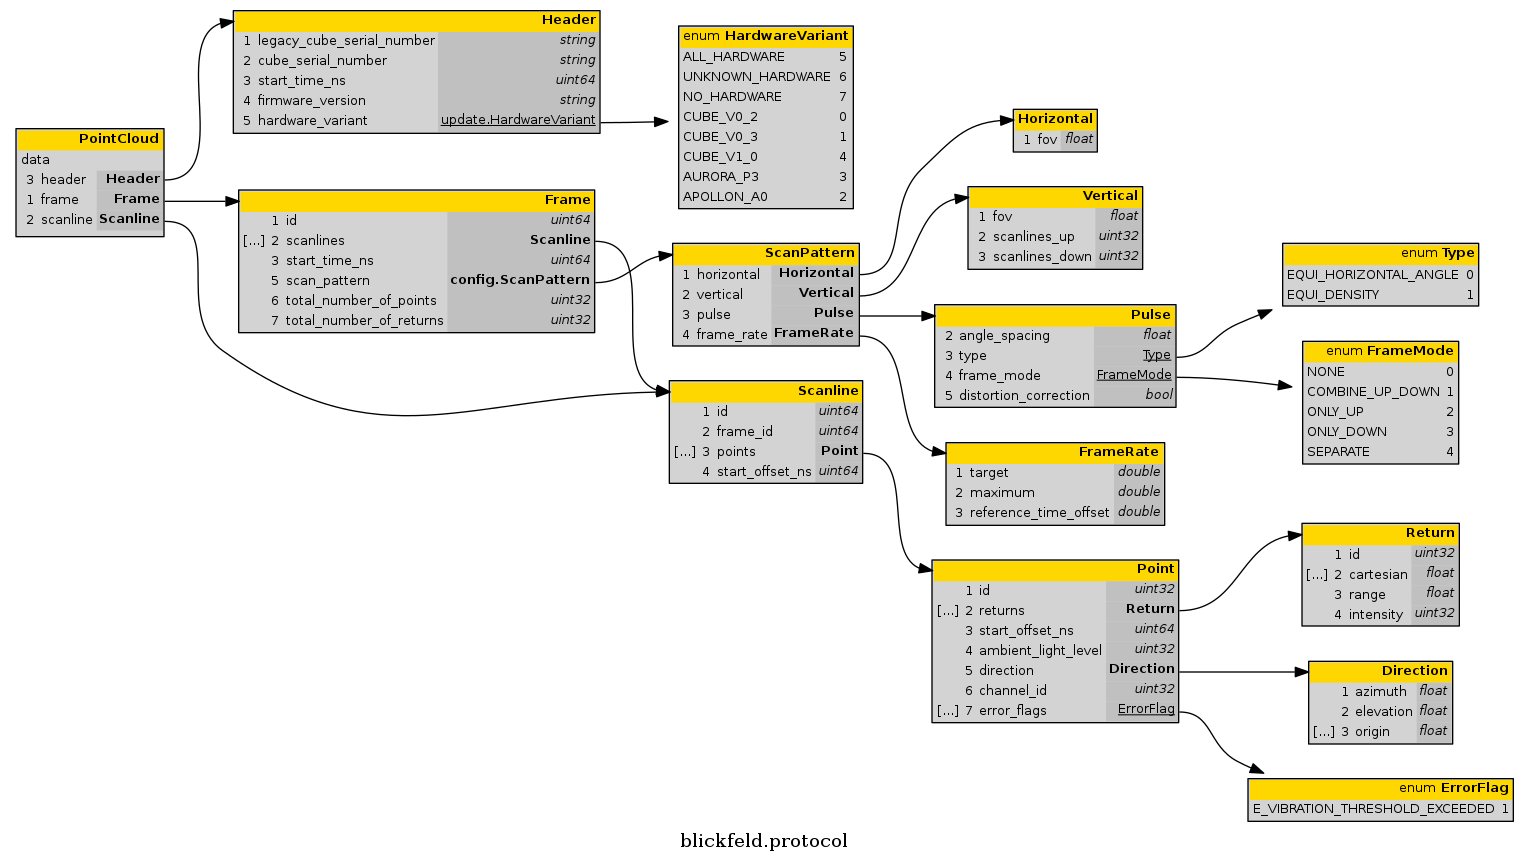 PointCloud
data
3 header Header
1 frame Frame
2 scanline Scanline
Header
1 legacy_cube_serial_number string
2 cube_serial_number string
3 start_time_ns uint64
4 firmware_version string
5 hardware_variant update.HardwareVariant
Frame
1 id uint64
[...] 2 scanlines Scanline
3 start_time_ns uint64
5 scan_pattern config.ScanPattern
6 total_number_of_points uint32
7 total_number_of_returns uint32
enum HardwareVariant
ALL_HARDWARE 5
UNKNOWN_HARDWARE 6
NO_HARDWARE 7
CUBE_V0_2 0
CUBE_V0_3 1
CUBE_V1_0 4
AURORA_P3 3
APOLLON_A0 2
ScanPattern
1 horizontal Horizontal
2 vertical Vertical
3 pulse Pulse
4 frame_rate FrameRate
Scanline
1 id uint64
2 frame_id uint64
[...] 3 points Point
4 start_offset_ns uint64
Horizontal
1 fov float
Vertical
1 fov float
2 scanlines_up uint32
3 scanlines_down uint32
Pulse
2 angle_spacing float
3 type Type
4 frame_mode FrameMode
5 distortion_correction bool
FrameRate
1 target double
2 maximum double
3 reference_time_offset double
Point
1 id uint32
[...] 2 returns Return
3 start_offset_ns uint64
4 ambient_light_level uint32
5 direction Direction
6 channel_id uint32
[...] 7 error_flags ErrorFlag
enum Type
EQUI_HORIZONTAL_ANGLE 0
EQUI_DENSITY 1
enum FrameMode
NONE 0
COMBINE_UP_DOWN 1
ONLY_UP 2
ONLY_DOWN 3
SEPARATE 4
Return
1 id uint32
[...] 2 cartesian float
3 range float
4 intensity uint32
Direction
1 azimuth float
2 elevation float
[...] 3 origin float
enum ErrorFlag
E_VIBRATION_THRESHOLD_EXCEEDED 1
blickfeld.protocol